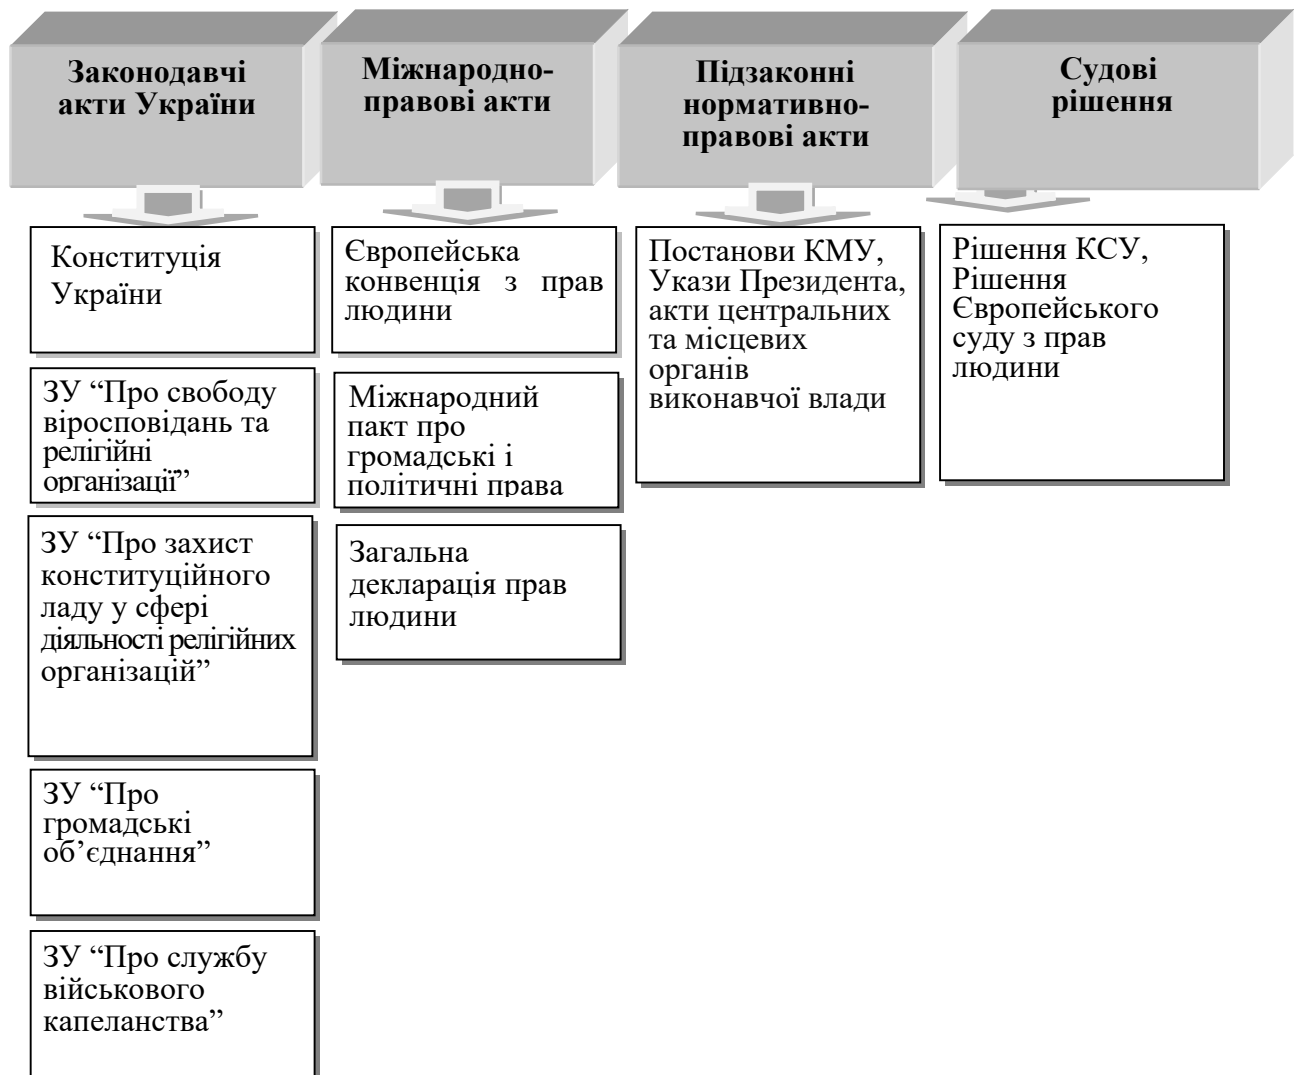 Законодавчі
акти України
Міжнародно-
правові акти
Підзаконні
нормативно-
правові акти
Судові
рішення
Конституція
України
ЗУ “Про свободу
віросповідань та
релігійні
організації”
ЗУ “Про захист
конституційного
ладу у сфері
діяльності релігійних
організацій”
ЗУ “Про
громадські
об’єднання”
ЗУ “Про службу
військового
капеланства”
Європейська
конвенція з прав
людини
Міжнародний
пакт про
громадські і
політичні права
Загальна
декларація прав
людини
Постанови КМУ,
Укази Президента,
акти центральних
та місцевих
органів
виконавчої влади
Рішення КСУ,
Рішення
Європейського
суду з прав
людини